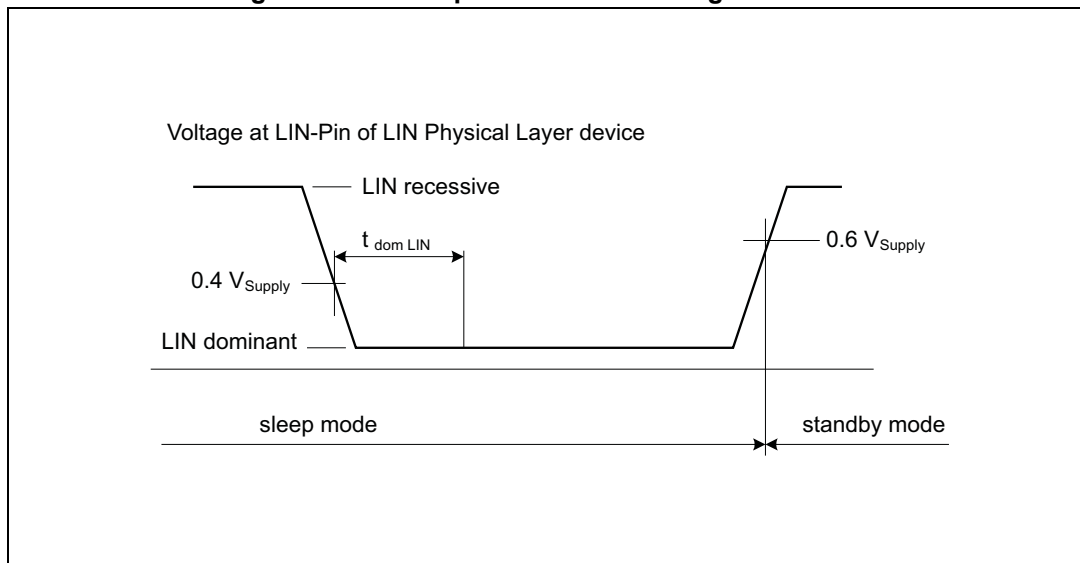 Voltage at LIN-Pin of LIN Physical Layer device
LIN recessive
t dom LIN
0.6 VSupply
0.4 VSupply
LIN dominant
sleep mode
standby mode